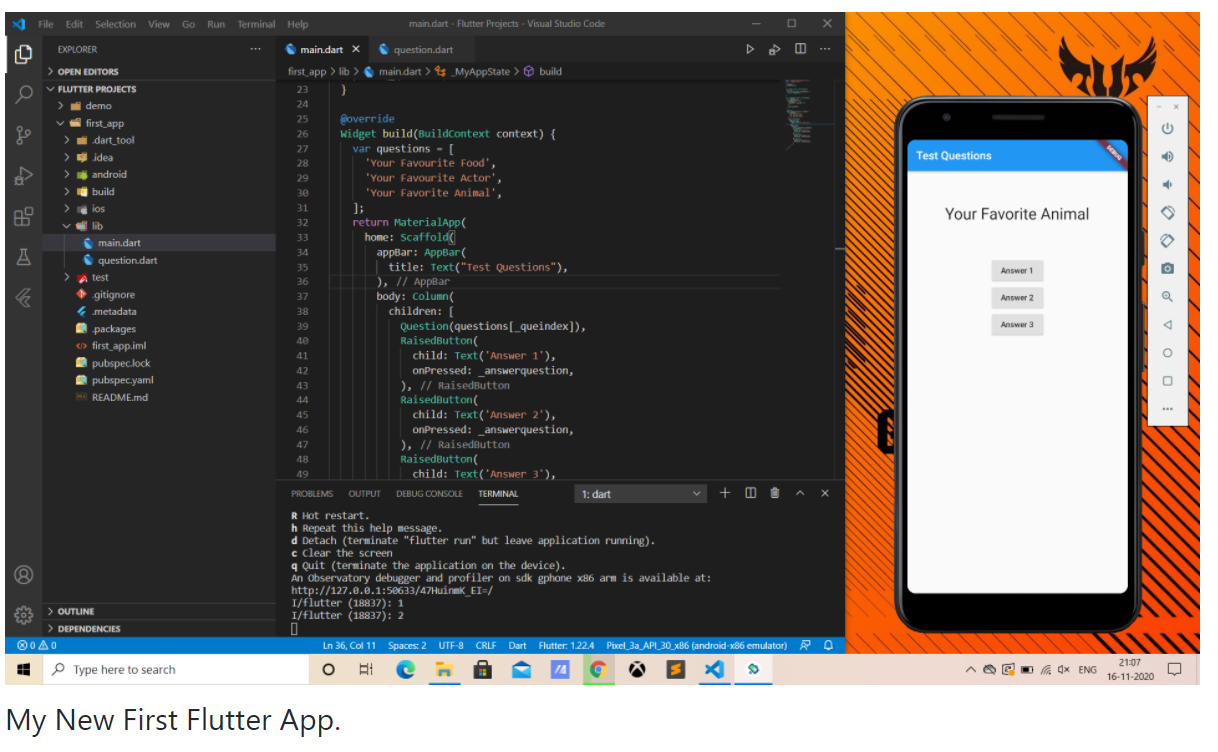 File Edit Selection View Go Run Terminal Help
main.dart - Flutter Projects - Visual Studio Code
EXPLORER
OPEN EDITORS
FLUTTER PROJECTS
demo
first_app
.dart_tool
.idea
android
build
ios
lib
main.dart
question.dart
test
.gitignore
.metadata
.packages
first_app.iml
pubspec.lock
pubspec.yaml
README.md
OUTLINE
DEPENDENCIES
main.dart question.dart
first_app > lib > main.dart > _MyAppState > build
23 }
24
25 @override
26 Widget build(BuildContext context) {
27 var questions = [
28 'Your Favourite Food',
29 'Your Favourite Actor',
30 'Your Favorite Animal',
31 ];
32 return MaterialApp(
33 home: Scaffold(
34 appBar: AppBar(
35 title: Text("Test Questions"),
36 ), // AppBar
37 body: Column(
38 children: [
39 Question(questions[_queindex]),
40 RaisedButton(
41 child: Text('Answer 1'),
42 onPressed: _answerquestion,
43 ), // RaisedButton
44 RaisedButton(
45 child: Text('Answer 2'),
46 onPressed: _answerquestion,
47 ), // RaisedButton
48 RaisedButton(
49 child: Text('Answer 3'),
PROBLEMS OUTPUT DEBUG CONSOLE TERMINAL 1: dart
R Hot restart.
h Repeat this help message.
d Detach (terminate "flutter run" but leave application running).
c Clear the screen
q Quit (terminate the application on the device).
An Observatory debugger and profiler on sdk gphone x86 arm is available at:
http://127.0.0.1:50633/47HuinmK_EI=/
I/flutter (18837): 1
I/flutter (18837): 2
0 0 Ln 36, Col 11 Spaces: 2 UTF-8 CRLF Dart Flutter: 1.22.4 Pixel_3a_API_30_x86 (android-x86 emulator)
Test Questions
DEBUG
Your Favorite Animal
Answer 1
Answer 2
Answer 3
Type here to search
ENG
21:07
16-11-2020
My New First Flutter App.